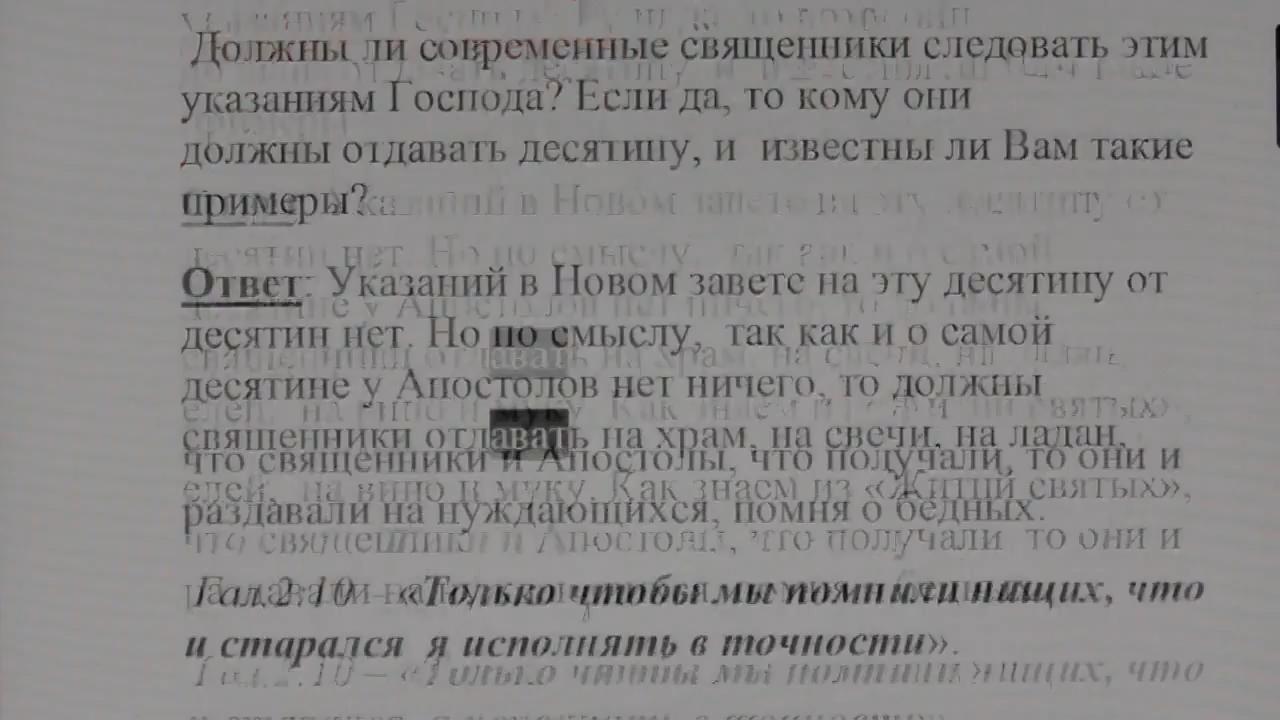 Должны ли современные священники следовать этим
указаниям Господа? Если да, то кому они
должны отдавать десятину, и известны ли Вам такие
примеры?
Ответ: Указаний в Новом завете на эту десятину от
десятин нет. Но по смыслу, так как и о самой
десятине у Апостолов нет ничего, то должны
священники отдавать на храм, на свечи, на ладан,
елей, на вино и муку. Как знаем из «Житий святых»,
что священники и Апостолы, что получали, то они и
раздавали на нуждающихся, помня о бедных.
Гал.2:10 – «Только чтобы мы помнили нищих, что
и старался я исполнять в точности».